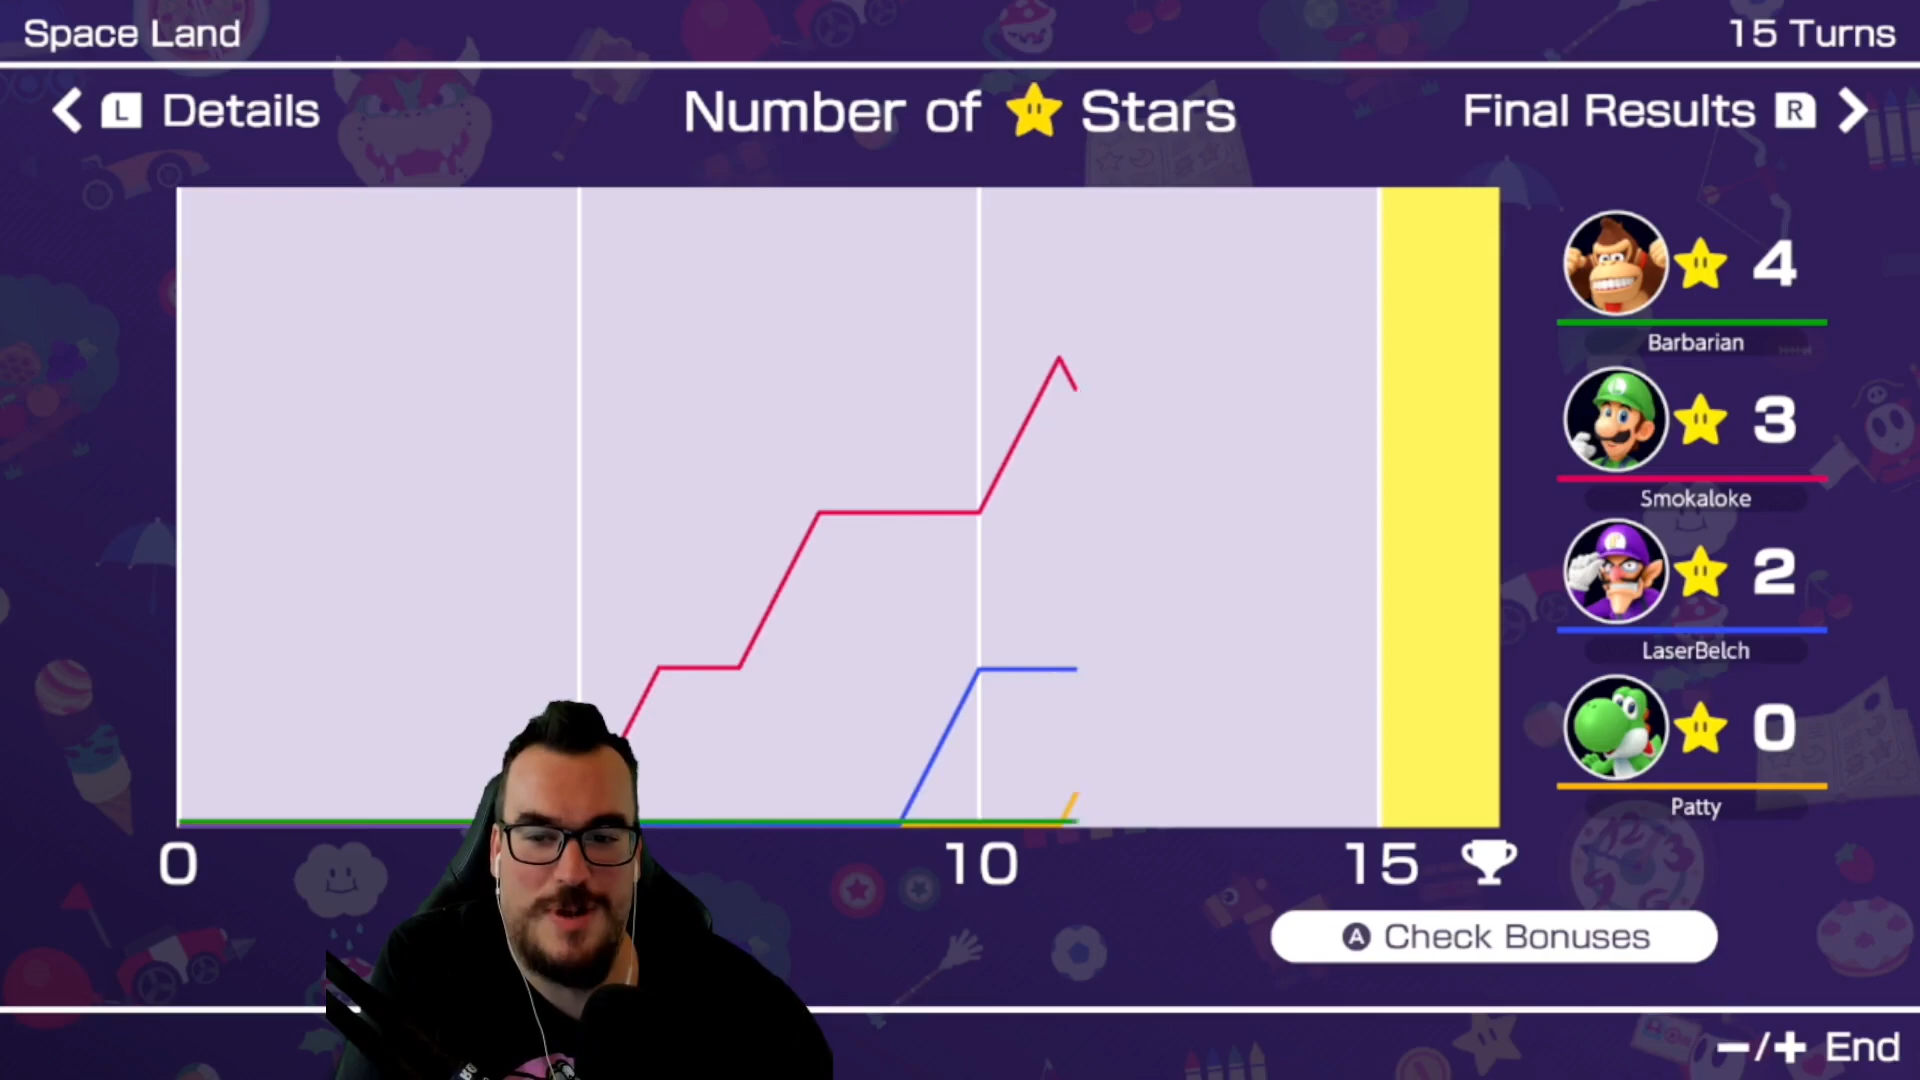 Space Land
15 Turns
L Details
Number of Stars
Final Results R
4
Barbarian
3
Smokaloke
2
LaserBelch
0
Patty
0
10
15
A Check Bonuses
-/+ End